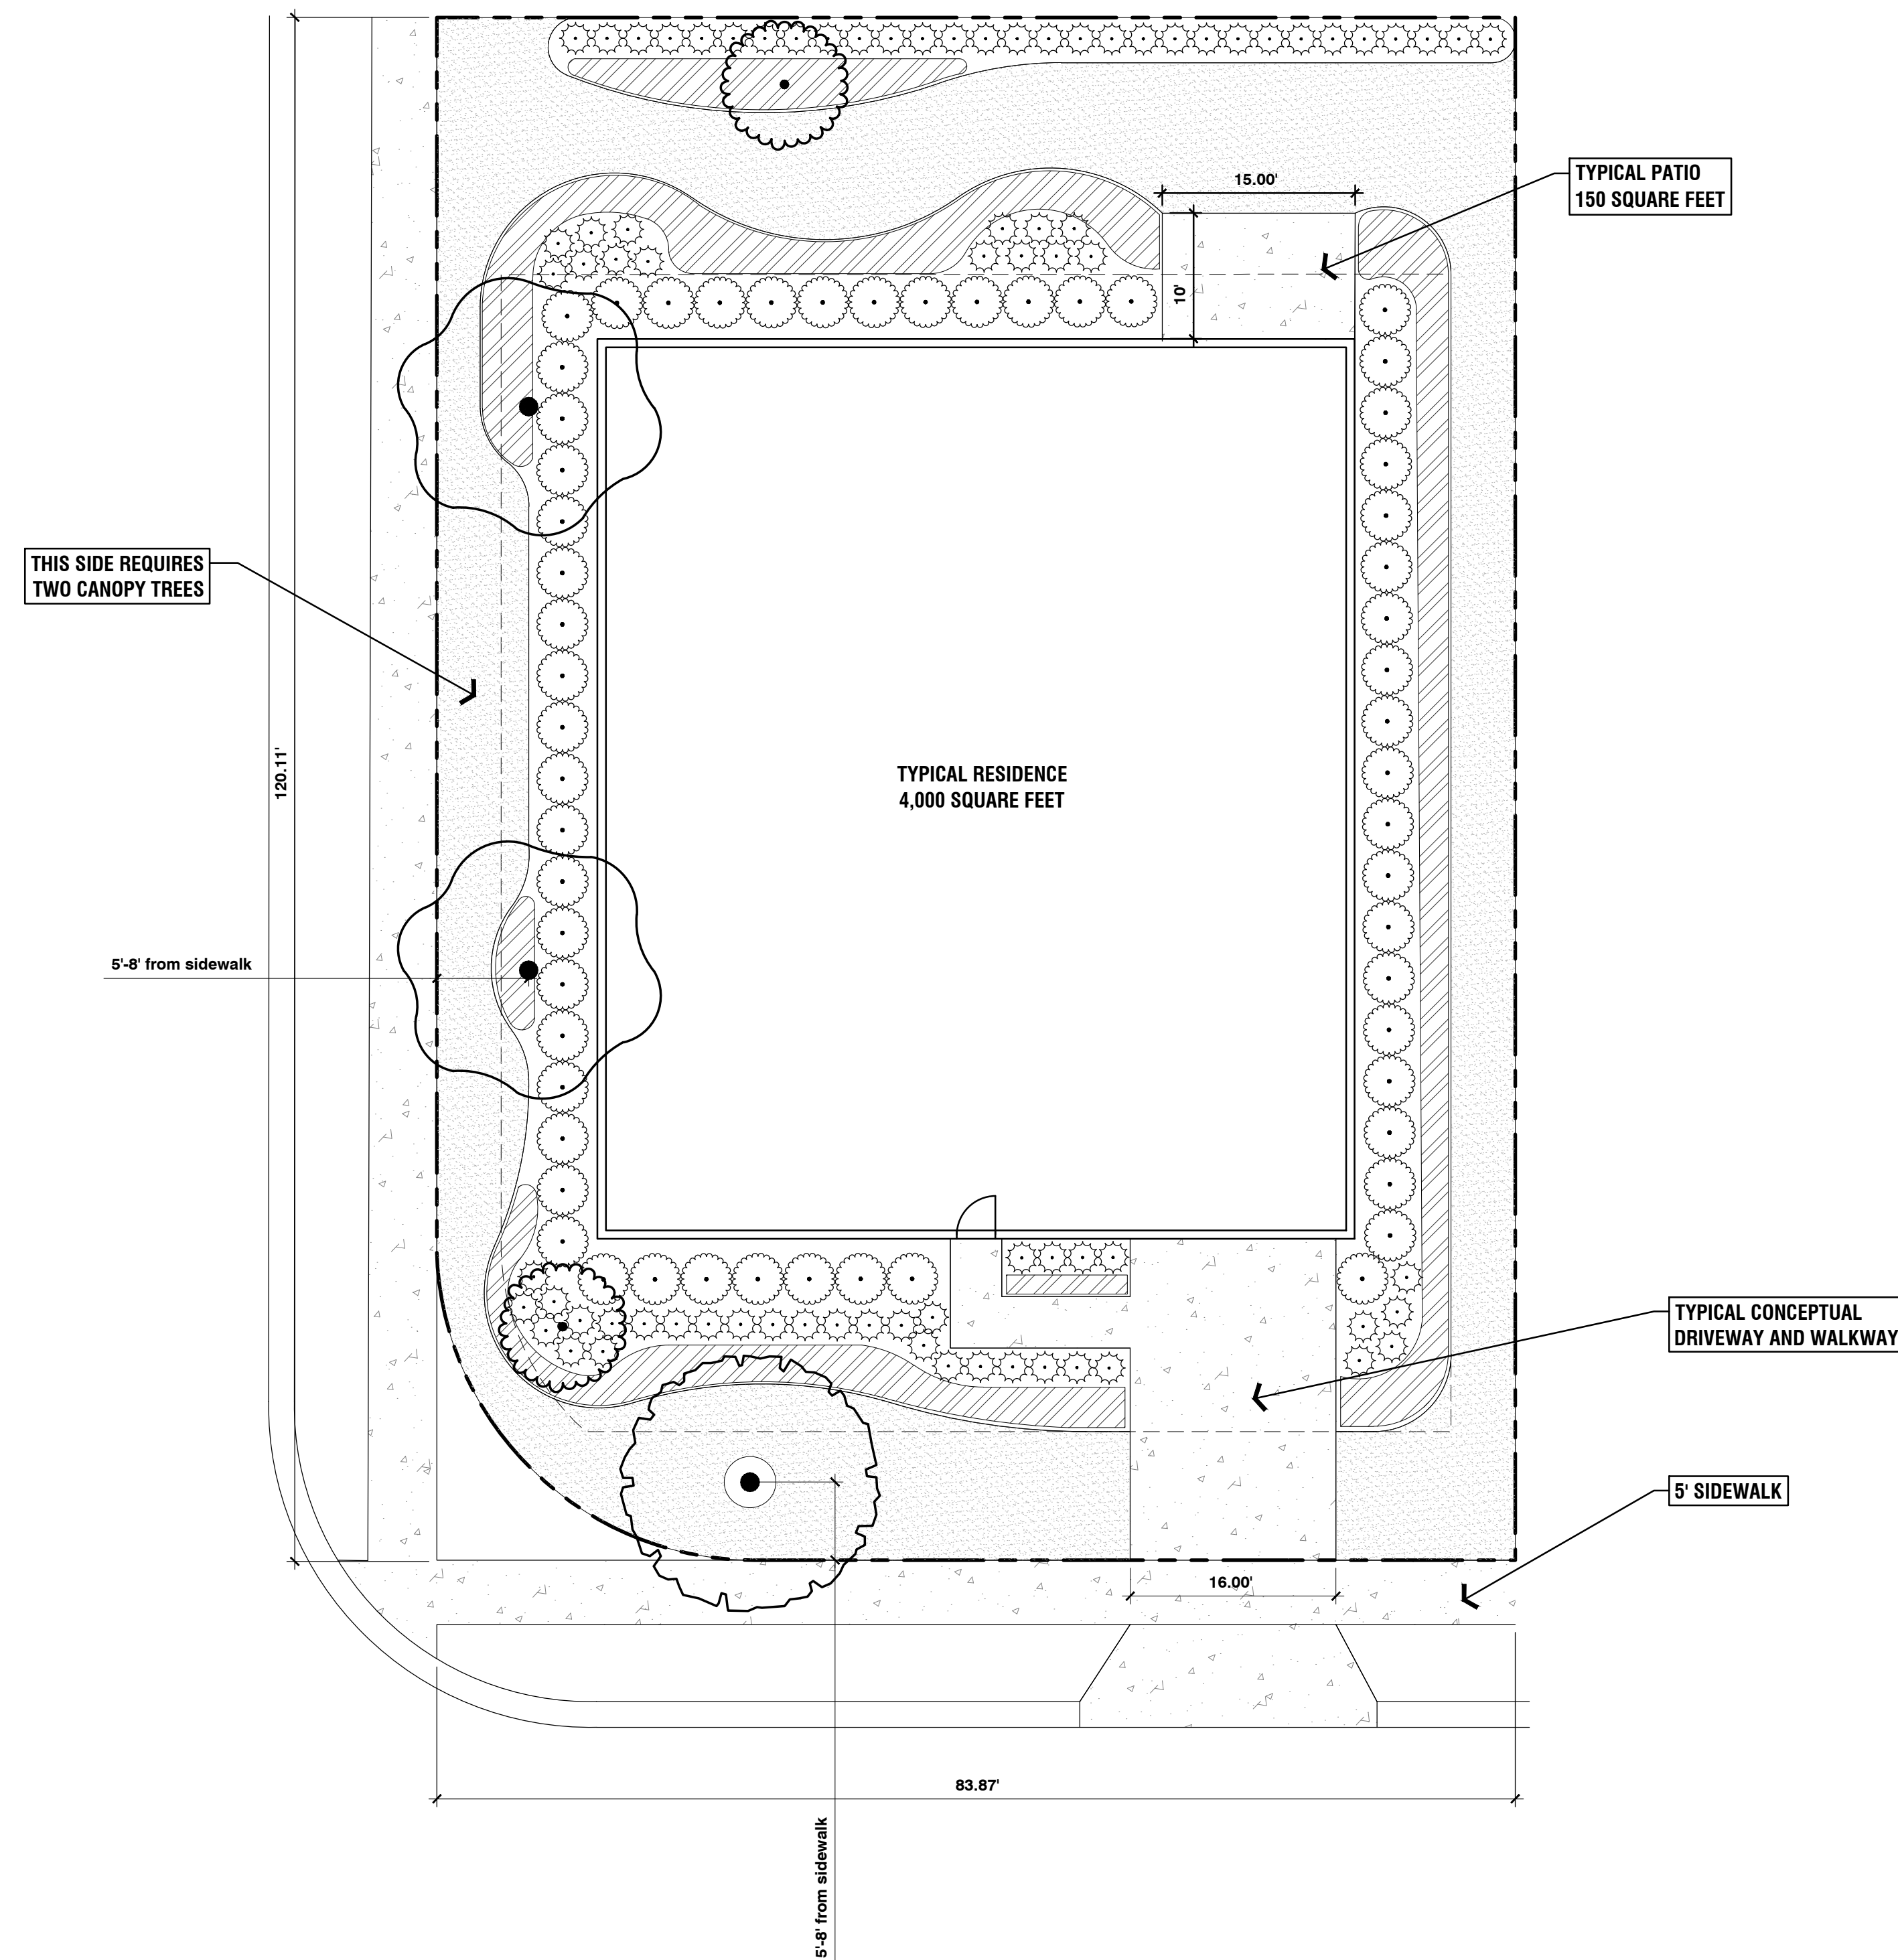 TYPICAL PATIO
150 SQUARE FEET
15.00'
10'
THIS SIDE REQUIRES
TWO CANOPY TREES
120.11'
TYPICAL RESIDENCE
4,000 SQUARE FEET
5'-8' from sidewalk
TYPICAL CONCEPTUAL
DRIVEWAY AND WALKWAY
5' SIDEWALK
16.00'
83.87'
5'-8' from sidewalk